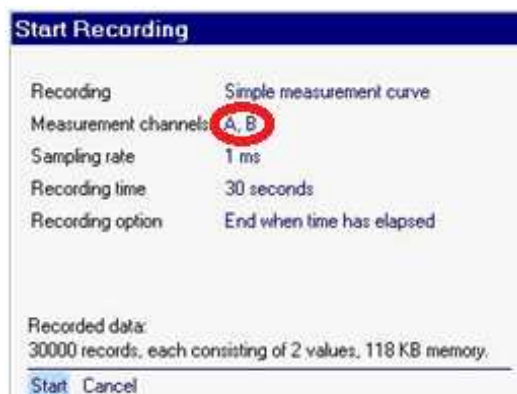 Start Recording
Recording Simple measurement curve
Measurement channels A, B
Sampling rate 1 ms
Recording time 30 seconds
Recording option End when time has elapsed
Recorded data:
30000 records, each consisting of 2 values, 118 KB memory.
Start Cancel